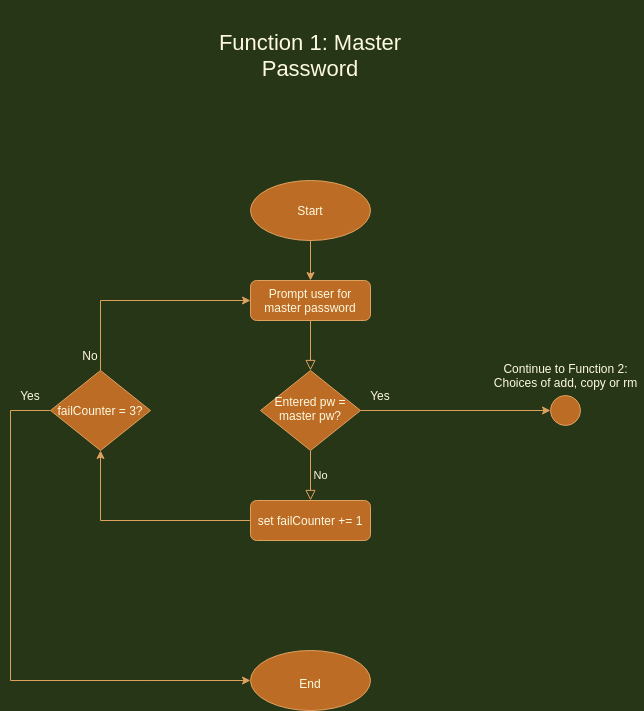 Function 1: Master
Password
Start
Prompt user for
master password
No
Yes
failCounter = 3?
Entered pw =
master pw?
Yes
Continue to Function 2:
Choices of add, copy or rm
No
set failCounter += 1
End